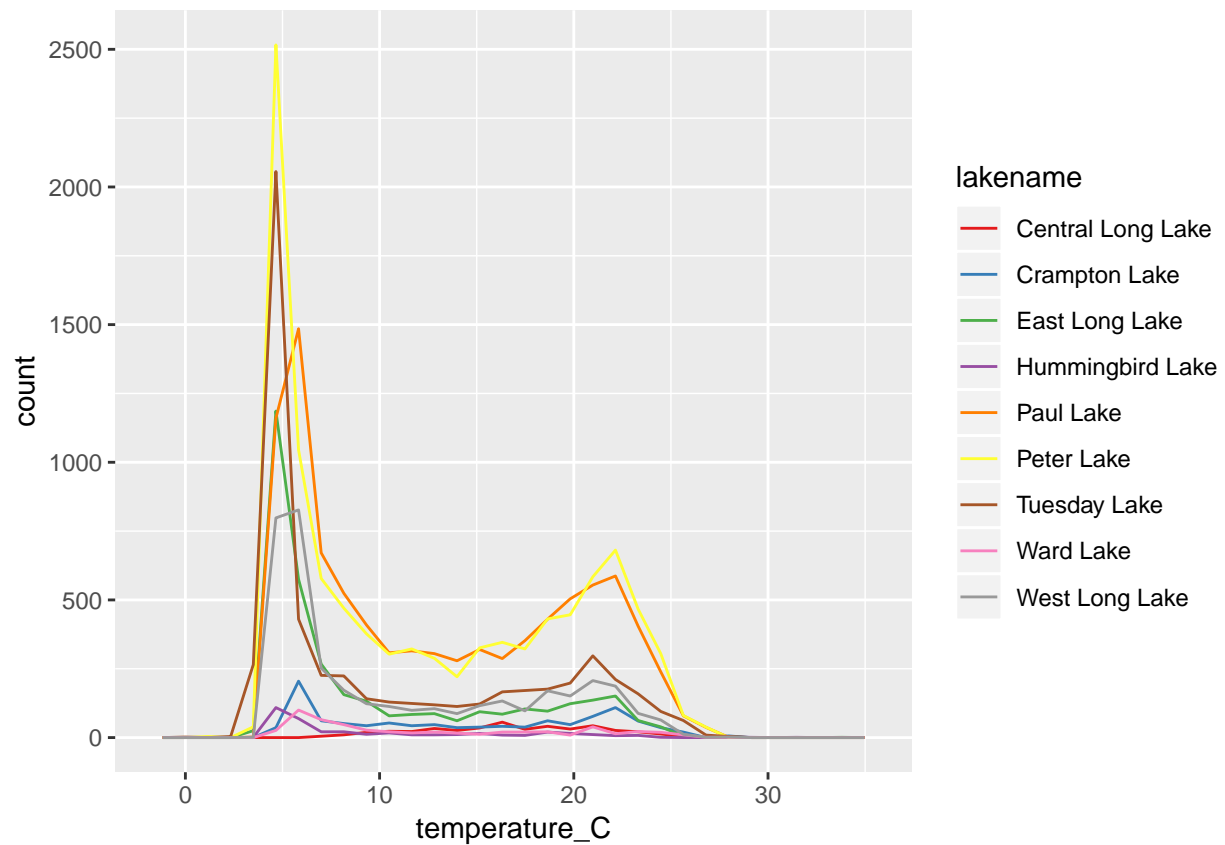 2500
2000
1500
1000
500
0
count
0 10 20 30
temperature_C
lakename
Central Long Lake
Crampton Lake
East Long Lake
Hummingbird Lake
Paul Lake
Peter Lake
Tuesday Lake
Ward Lake
West Long Lake